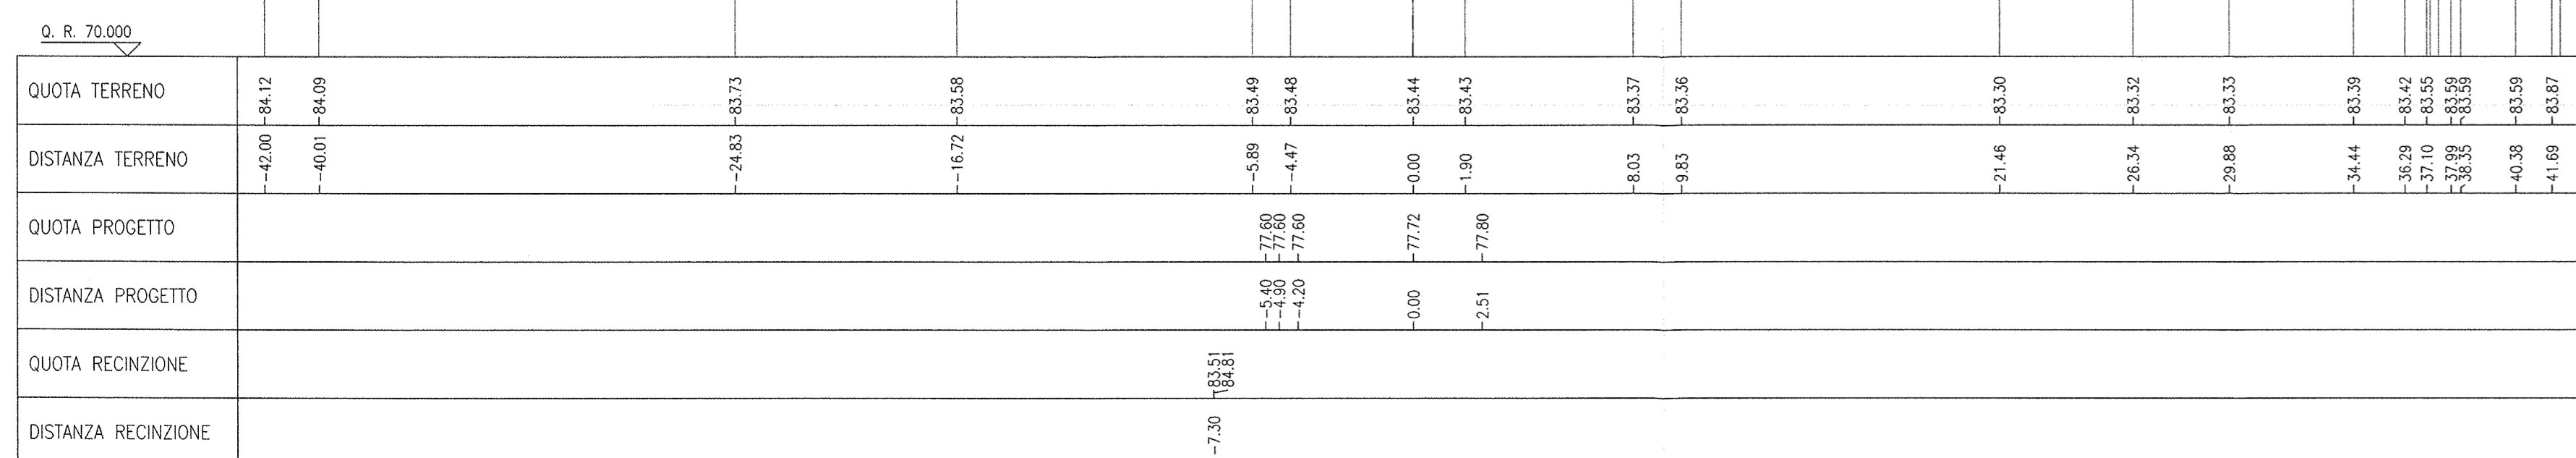 Q. R. 70.000
QUOTA TERRENO 84.12 84.09 83.73 83.58 83.49 83.48 83.44 83.43 83.37 83.36 83.30 83.32 83.33 83.39 83.42 83.55 83.59 83.59 83.59 83.87
DISTANZA TERRENO -42.00 -40.01 -24.83 -16.72 -5.89 -4.47 0.00 1.90 8.03 9.83 21.46 26.34 29.88 34.44 36.29 37.10 37.99 38.35 40.38 41.69
QUOTA PROGETTO 77.60 77.60 77.60 77.72 77.80
DISTANZA PROGETTO -5.40 -4.90 -4.20 0.00 2.51
QUOTA RECINZIONE 83.51 84.81
DISTANZA RECINZIONE -7.30